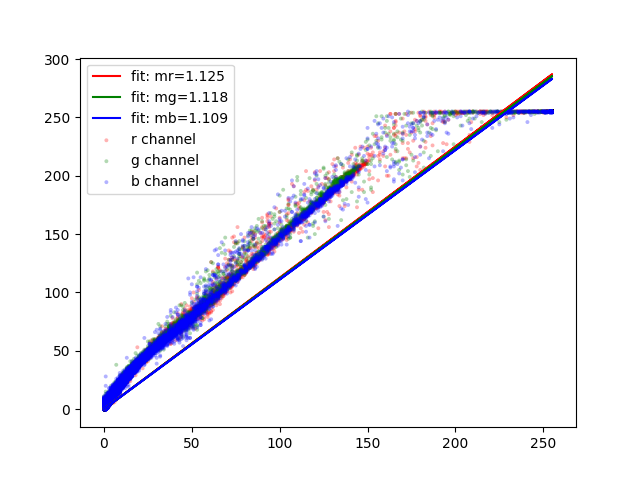 300
250
200
150
100
50
0
fit: mr=1.125
fit: mg=1.118
fit: mb=1.109
r channel
g channel
b channel
0 50 100 150 200 250